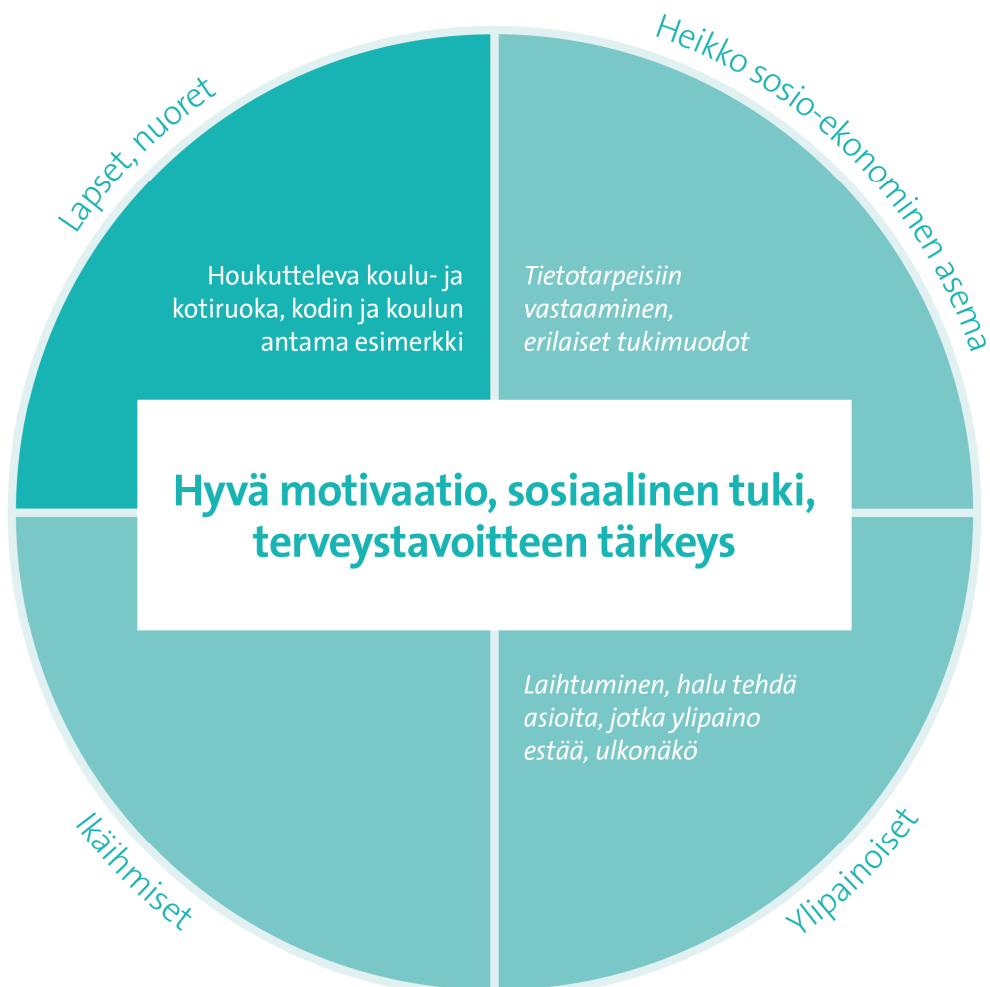 Lapset, nuoret
Heikko sosio-ekonominen asema
Houkutteleva koulu- ja
kotiruoka, kodin ja koulun
antama esimerkki
Tietotarpeisiin
vastaaminen,
erilaiset tukimuodot
Hyvä motivaatio, sosiaalinen tuki,
terveystavoitteen tärkeys
Laihtuminen, halu tehdä
asioita, jotka ylipaino
estää, ulkonäkö
Ikäihmiset
Ylipainoiset